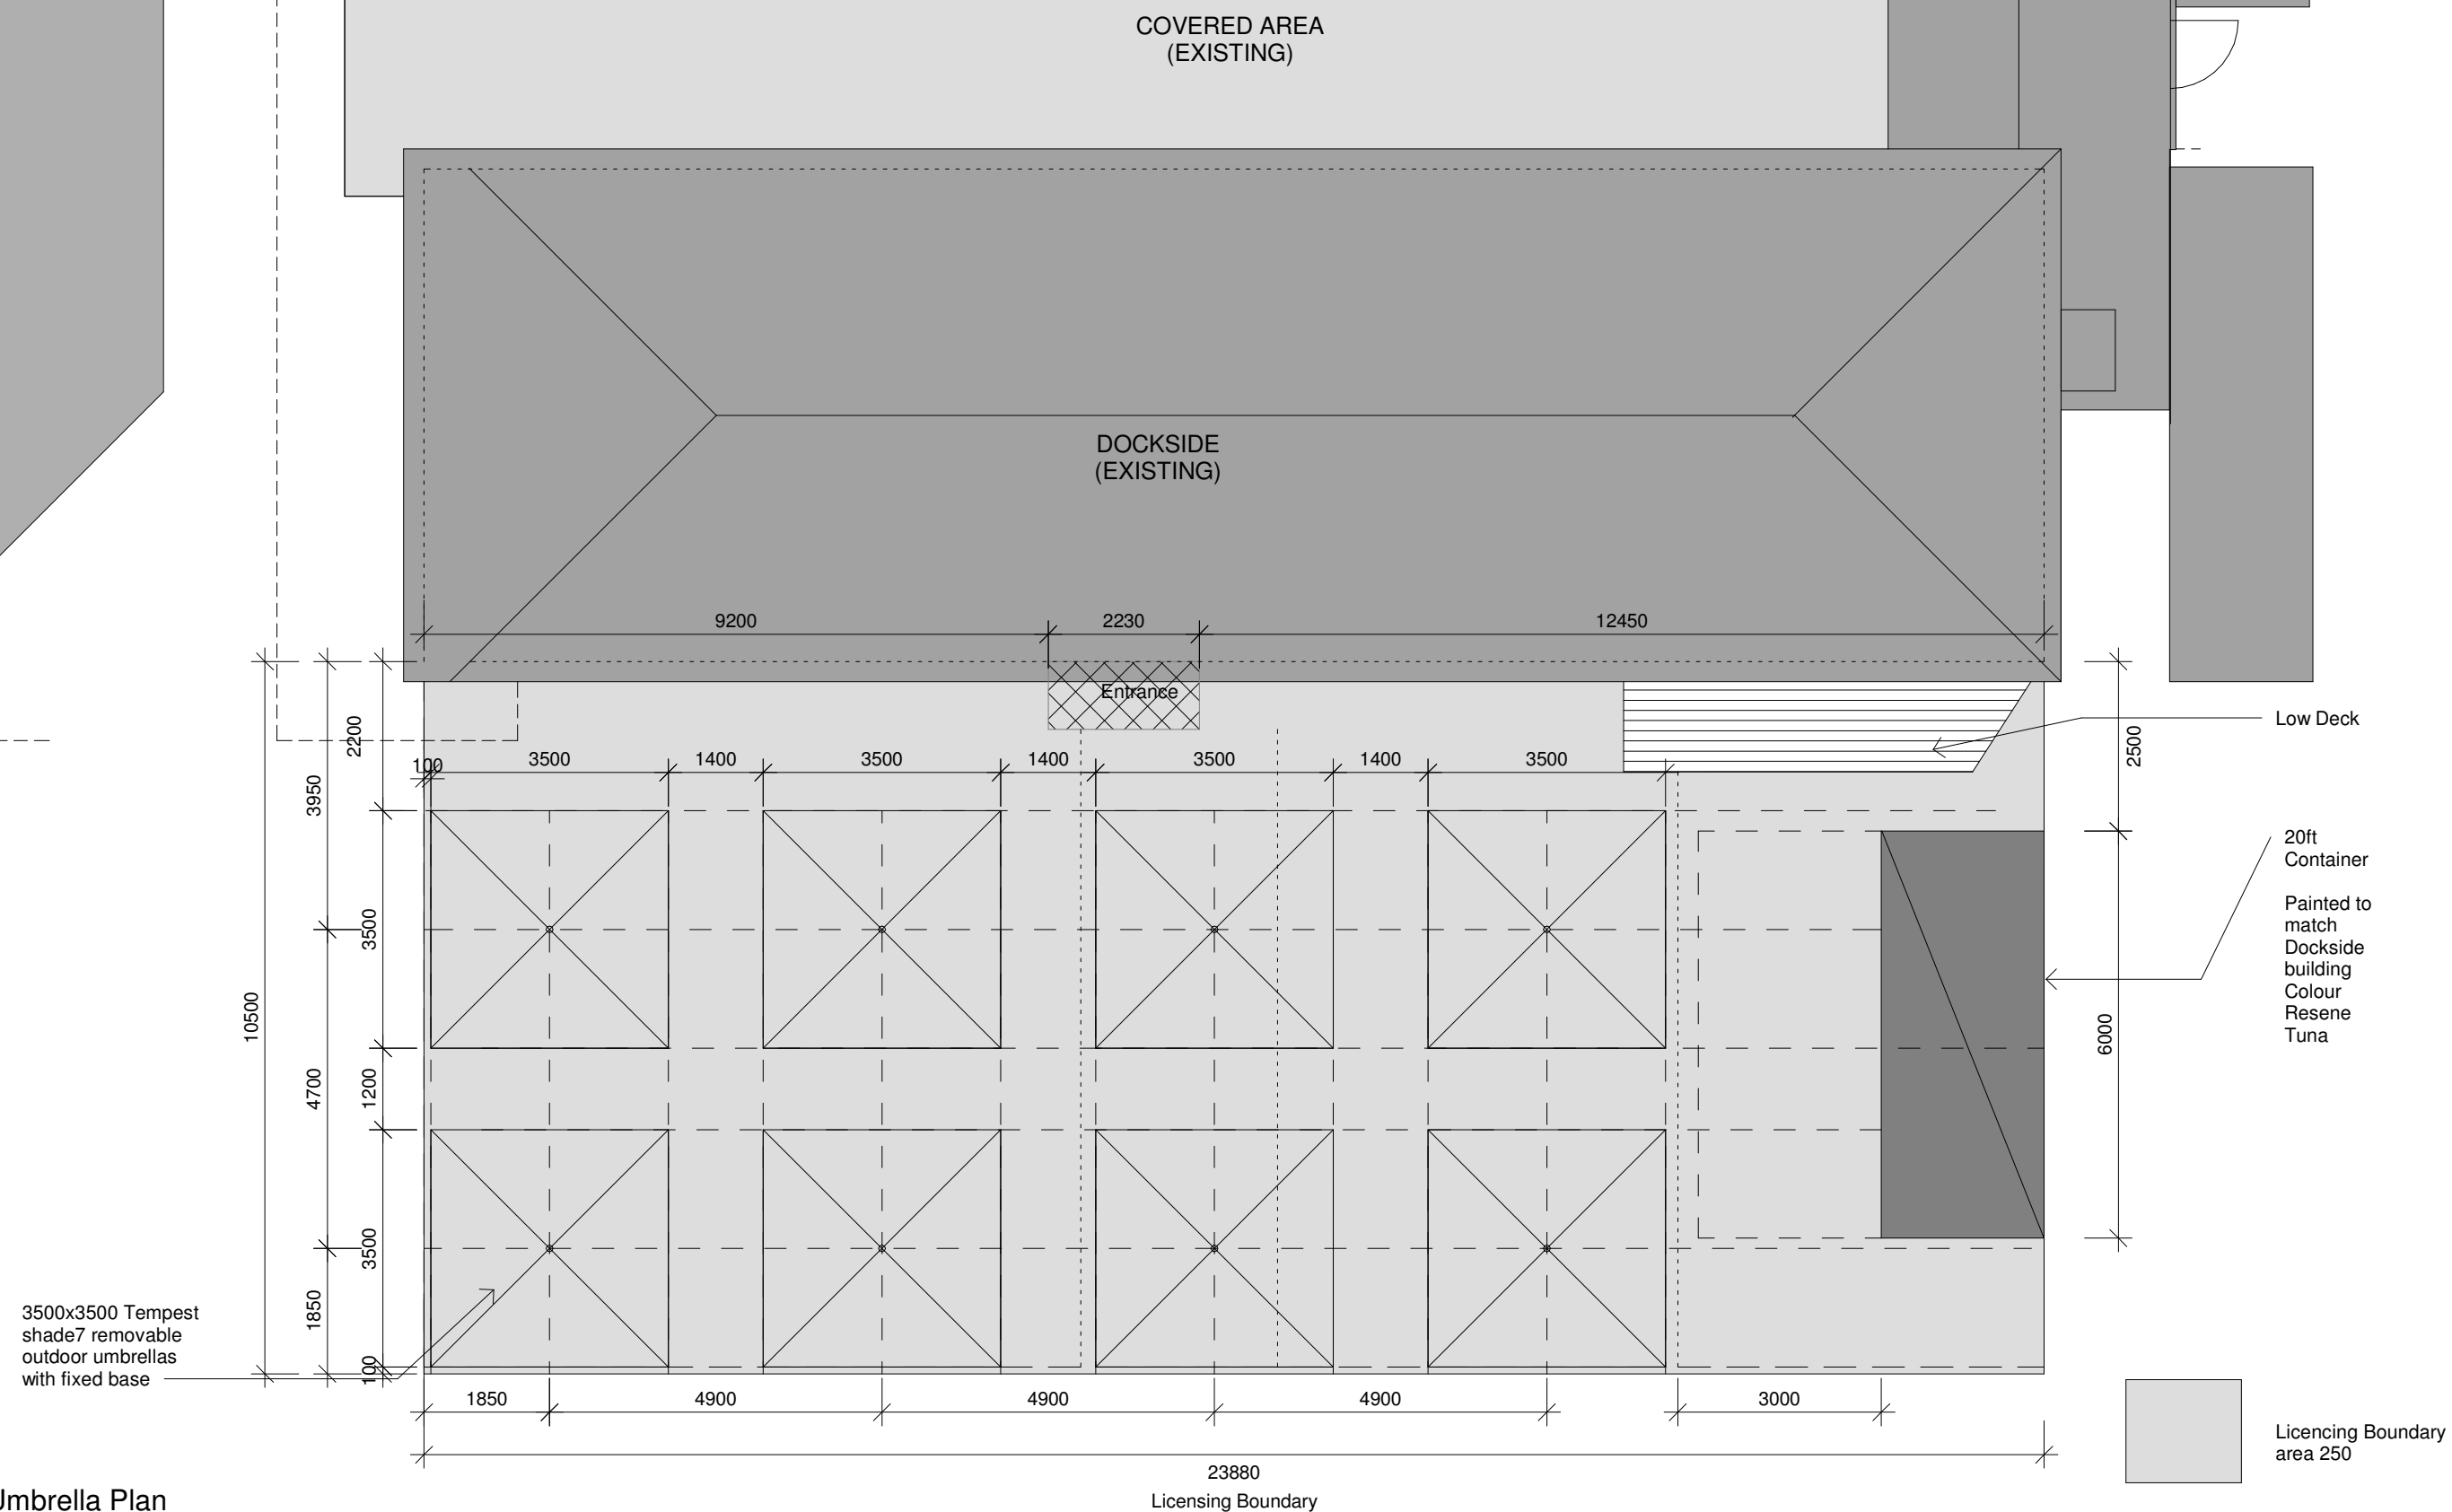 COVERED AREA
(EXISTING)
DOCKSIDE
(EXISTING)
9200
2230
12450
Entrance
Low Deck
2200
2500
100
3500
1400
3500
1400
3500
1400
3500
3950
20ft
Container
Painted to
match
Dockside
building
Colour
Resene
Tuna
3500
10500
6000
4700
1200
3500
1850
100
3500x3500 Tempest
shade7 removable
outdoor umbrellas
with fixed base
1850
4900
4900
4900
3000
Licencing Boundary
area 250
23880
Licensing Boundary
Umbrella Plan